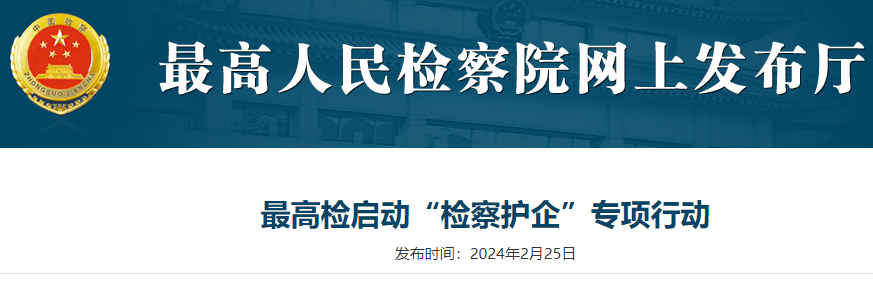 中国检察
ZHONGGUO JIANCHA
最高人民检察院网上发布厅
最高检启动“检察护企”专项行动
发布时间：2024年2月25日